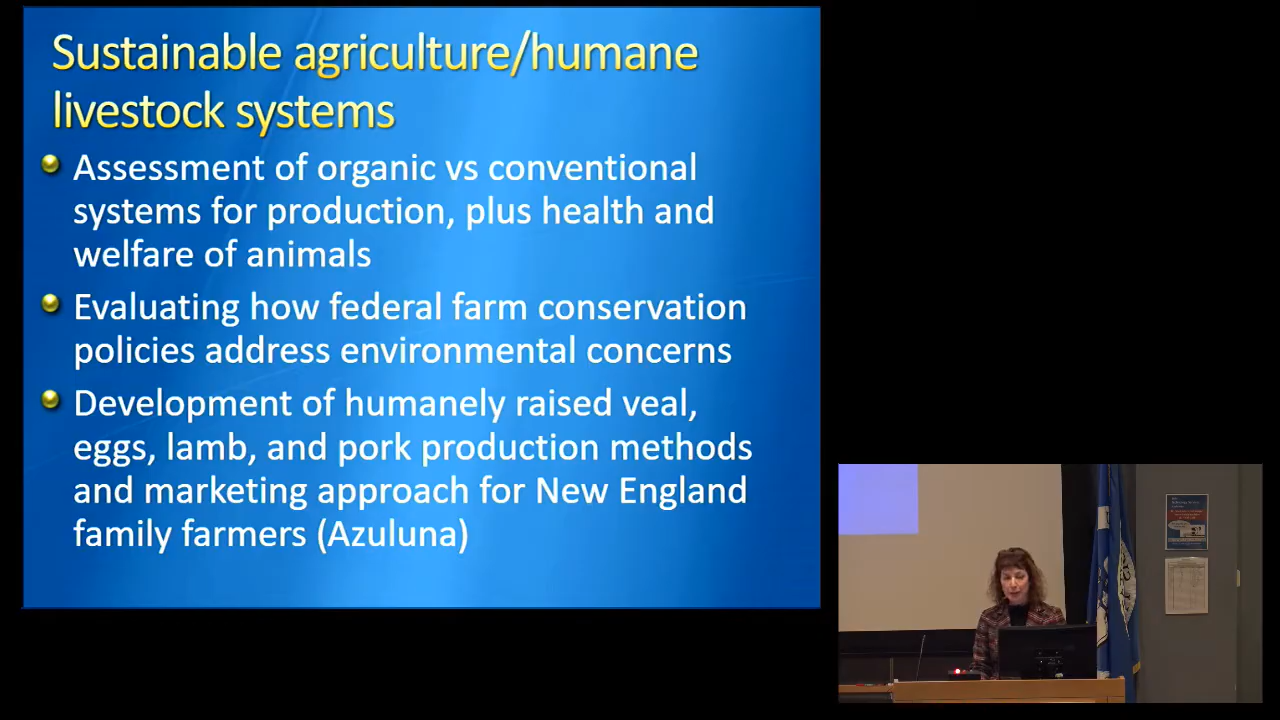 Sustainable agriculture/humane
livestock systems
Assessment of organic vs conventional
systems for production, plus health and
welfare of animals
Evaluating how federal farm conservation
policies address environmental concerns
Development of humanely raised veal,
eggs, lamb, and pork production methods
and marketing approach for New England
family farmers (Azuluna)